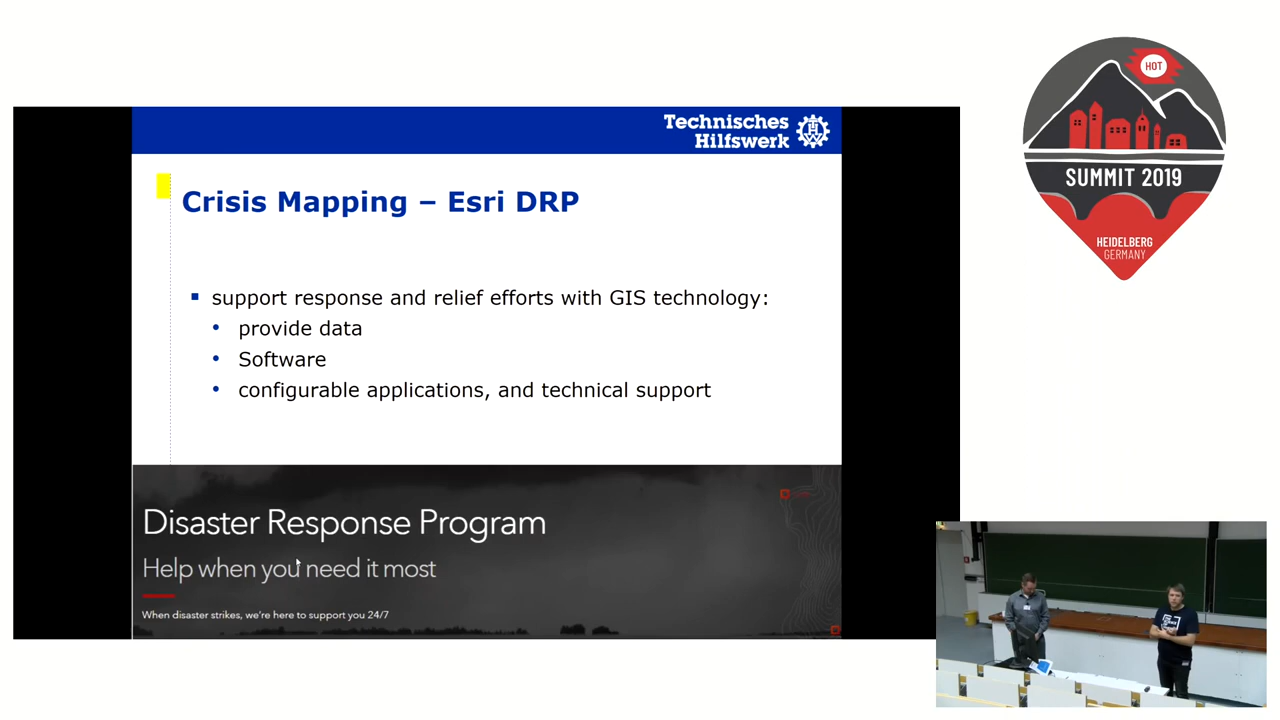 Technisches
Hilfswerk
THW
Crisis Mapping – Esri DRP
support response and relief efforts with GIS technology:
provide data
Software
configurable applications, and technical support
Disaster Response Program
Help when you need it most
When disaster strikes, we're here to support you 24/7
HOT
SUMMIT 2019
HEIDELBERG
GERMANY